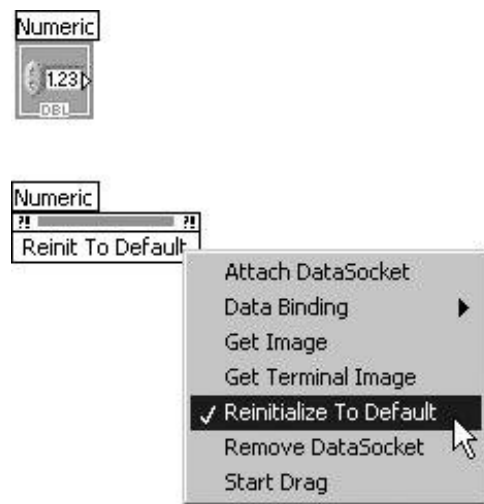 Numeric
1.23
DBL
Numeric
?! ?!
Reinit To Default
Attach DataSocket
Data Binding
Get Image
Get Terminal Image
✓ Reinitialize To Default
Remove DataSocket
Start Drag